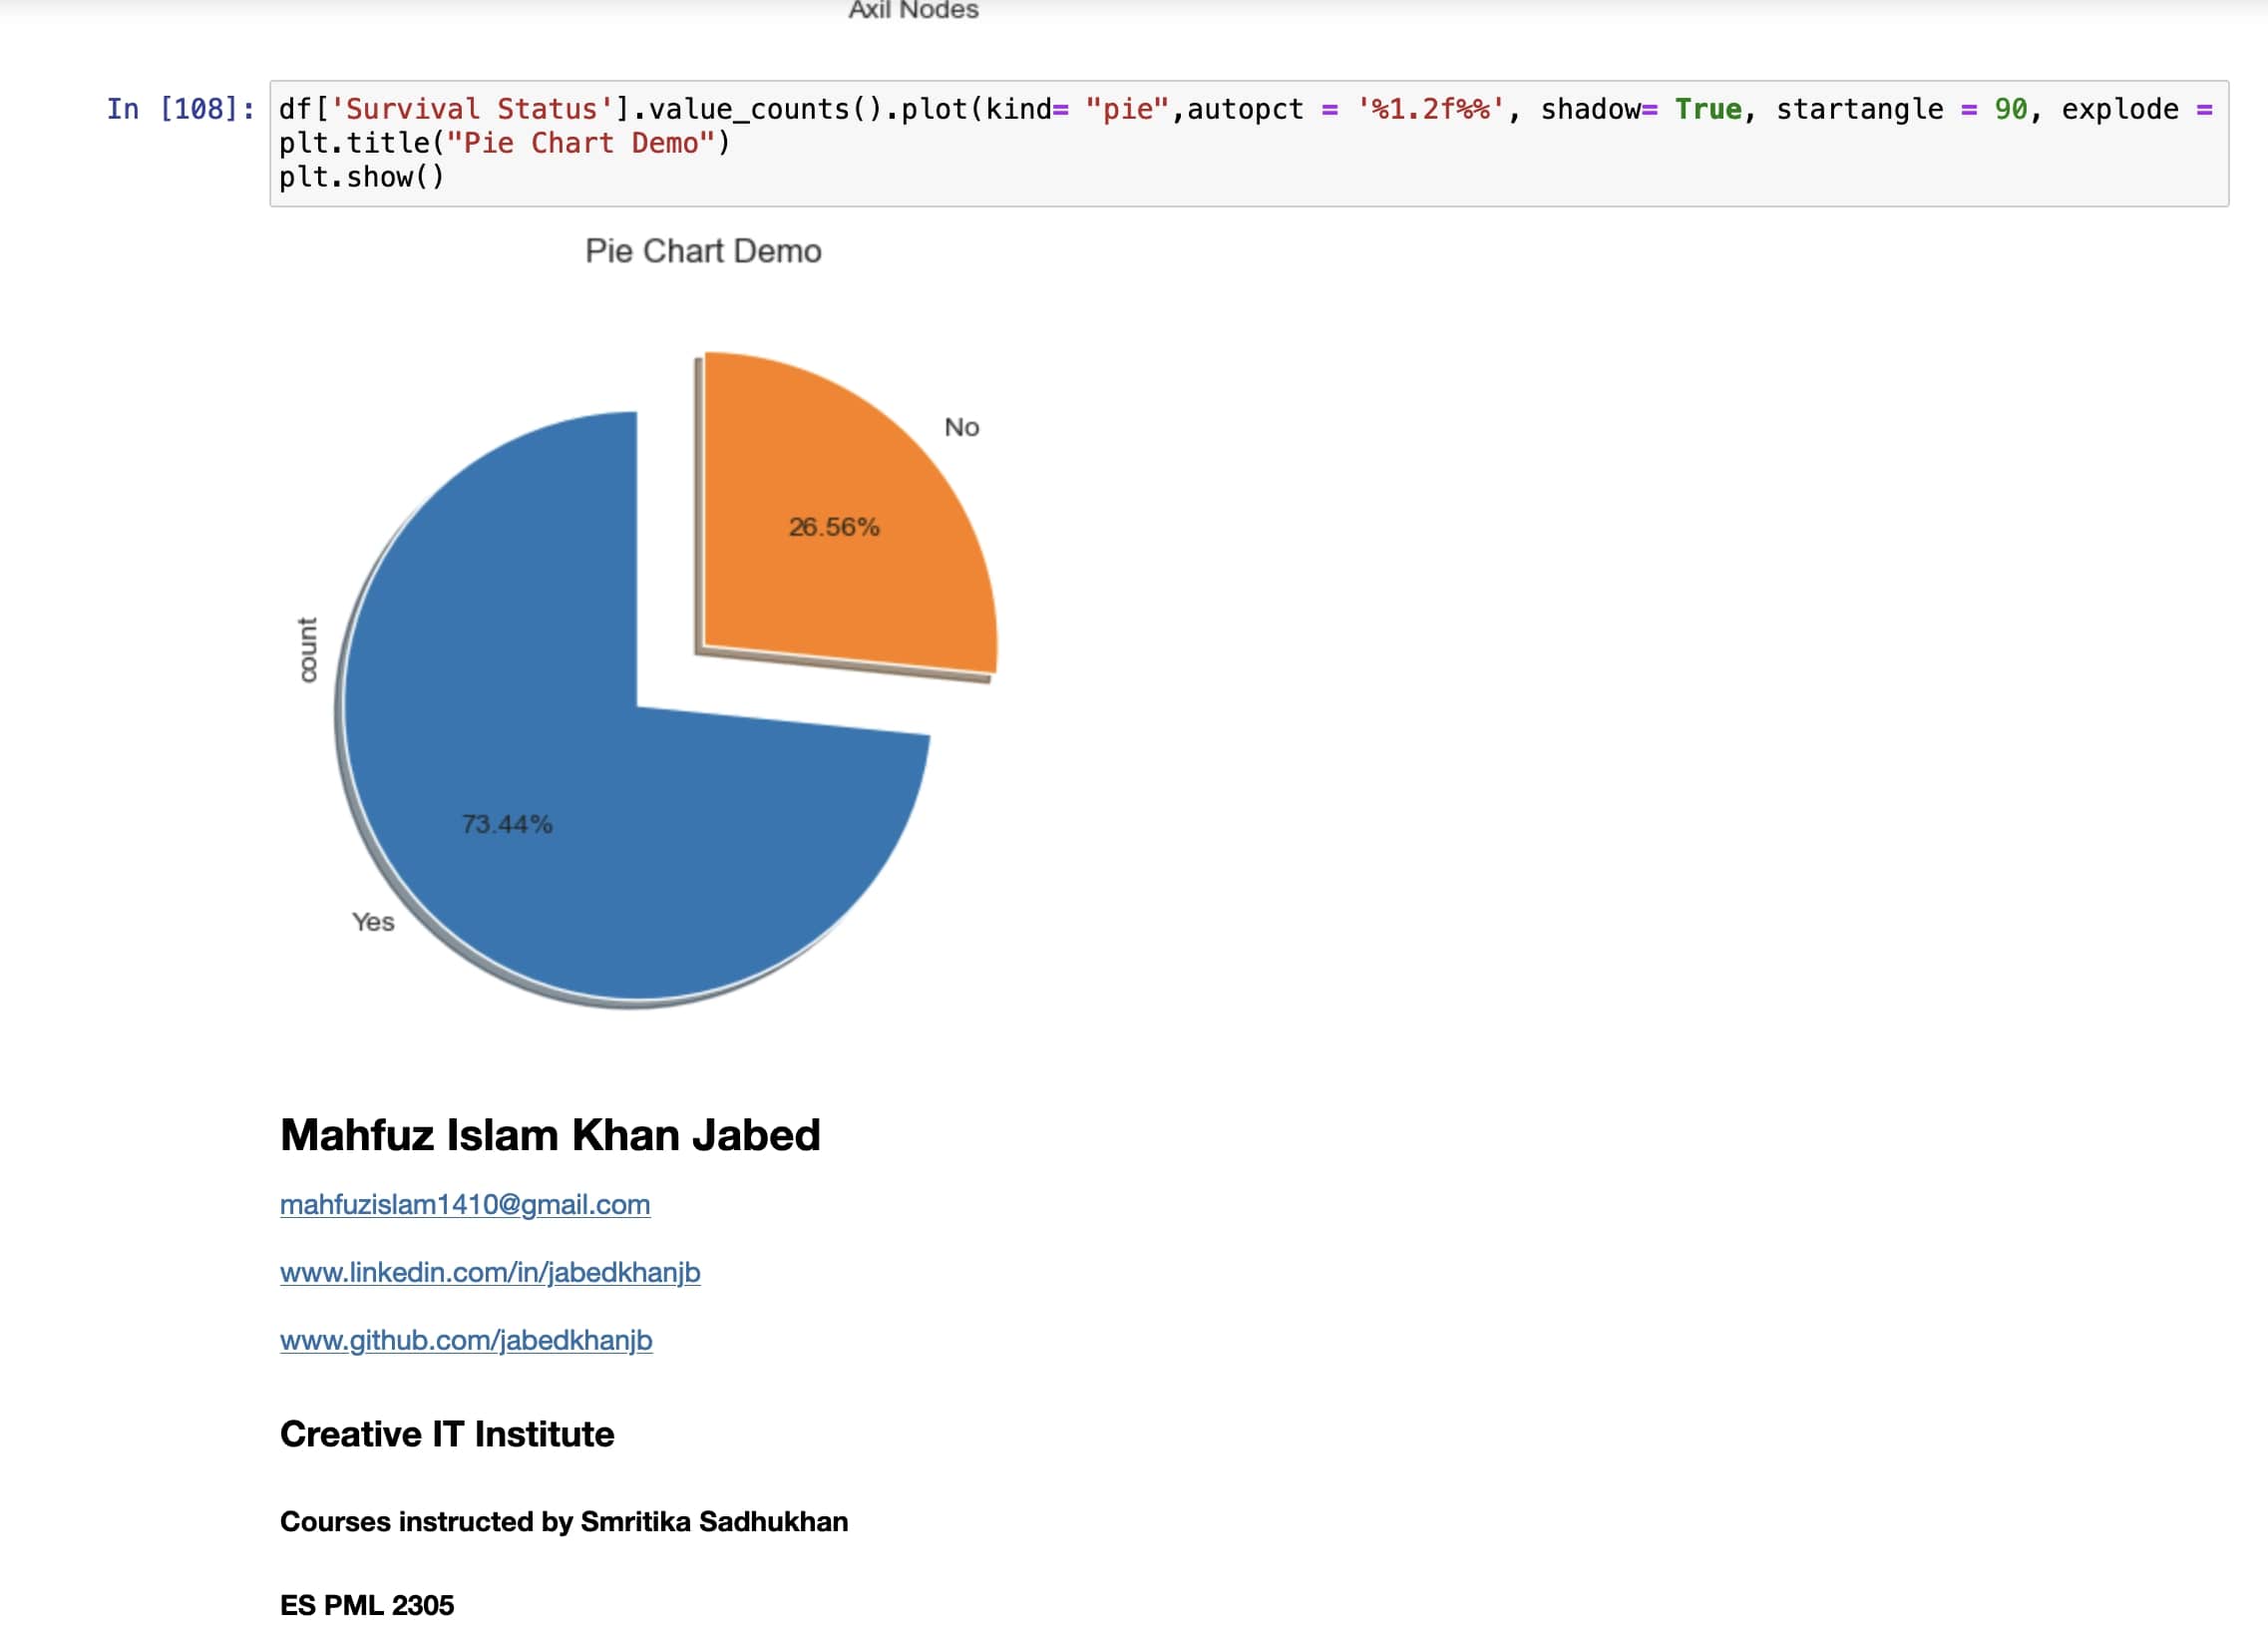 Axil Nodes
In [108]: df['Survival Status'].value_counts().plot(kind= "pie",autopct = '%1.2f%%', shadow= True, startangle = 90, explode =
plt.title("Pie Chart Demo")
plt.show()
Pie Chart Demo
No
26.56%
count
73.44%
Yes
Mahfuz Islam Khan Jabed
mahfuzislam1410@gmail.com
www.linkedin.com/in/jabedkhanjb
www.github.com/jabedkhanjb
Creative IT Institute
Courses instructed by Smritika Sadhukhan
ES PML 2305